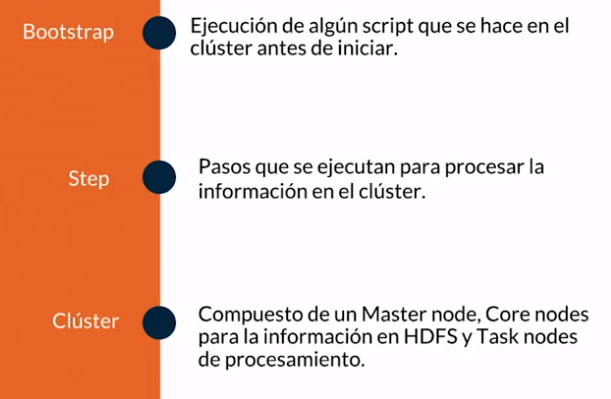 Bootstrap
Ejecución de algún script que se hace en el
clúster antes de iniciar.
Step
Pasos que se ejecutan para procesar la
información en el clúster.
Clúster
Compuesto de un Master node, Core nodes
para la información en HDFS y Task nodes
de procesamiento.